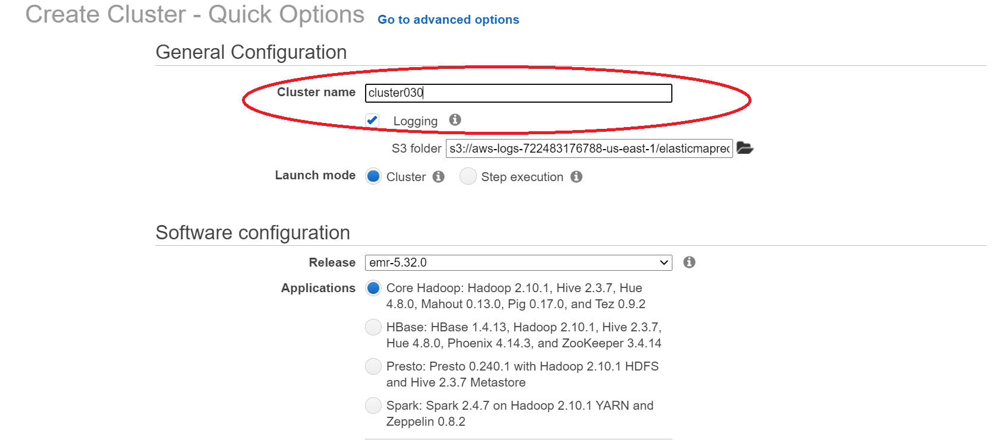 Create Cluster - Quick Options Go to advanced options
General Configuration
Cluster name cluster030
Logging
S3 folder s3://aws-logs-722483176788-us-east-1/elasticmapred
Launch mode Cluster Step execution
Software configuration
Release emr-5.32.0
Applications Core Hadoop: Hadoop 2.10.1, Hive 2.3.7, Hue
4.8.0, Mahout 0.13.0, Pig 0.17.0, and Tez 0.9.2
HBase: HBase 1.4.13, Hadoop 2.10.1, Hive 2.3.7,
Hue 4.8.0, Phoenix 4.14.3, and ZooKeeper 3.4.14
Presto: Presto 0.240.1 with Hadoop 2.10.1 HDFS
and Hive 2.3.7 Metastore
Spark: Spark 2.4.7 on Hadoop 2.10.1 YARN and
Zeppelin 0.8.2